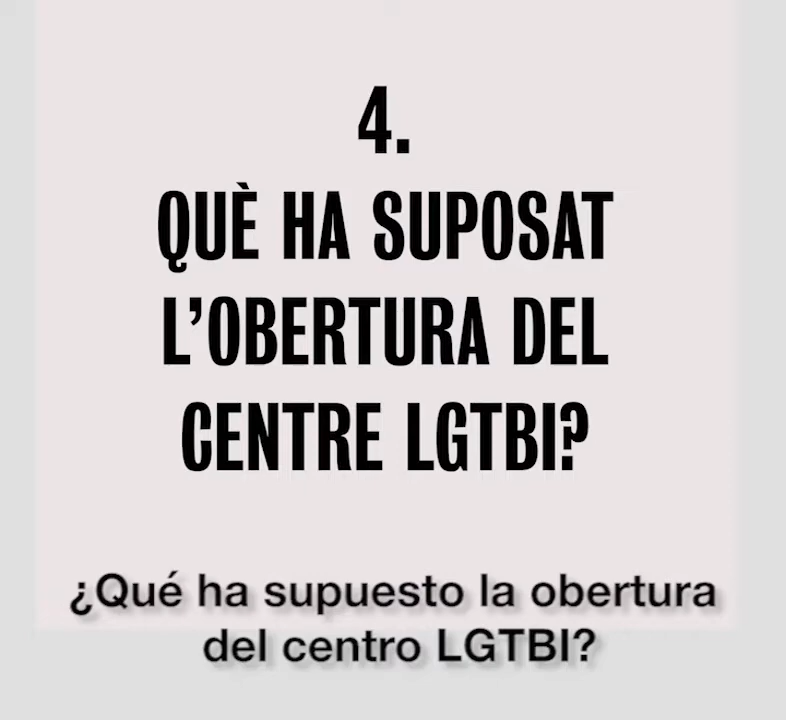 4.
QUÈ HA SUPOSAT
L'OBERTURA DEL
CENTRE LGTBI?
¿Qué ha supuesto la obertura
del centro LGTBI?